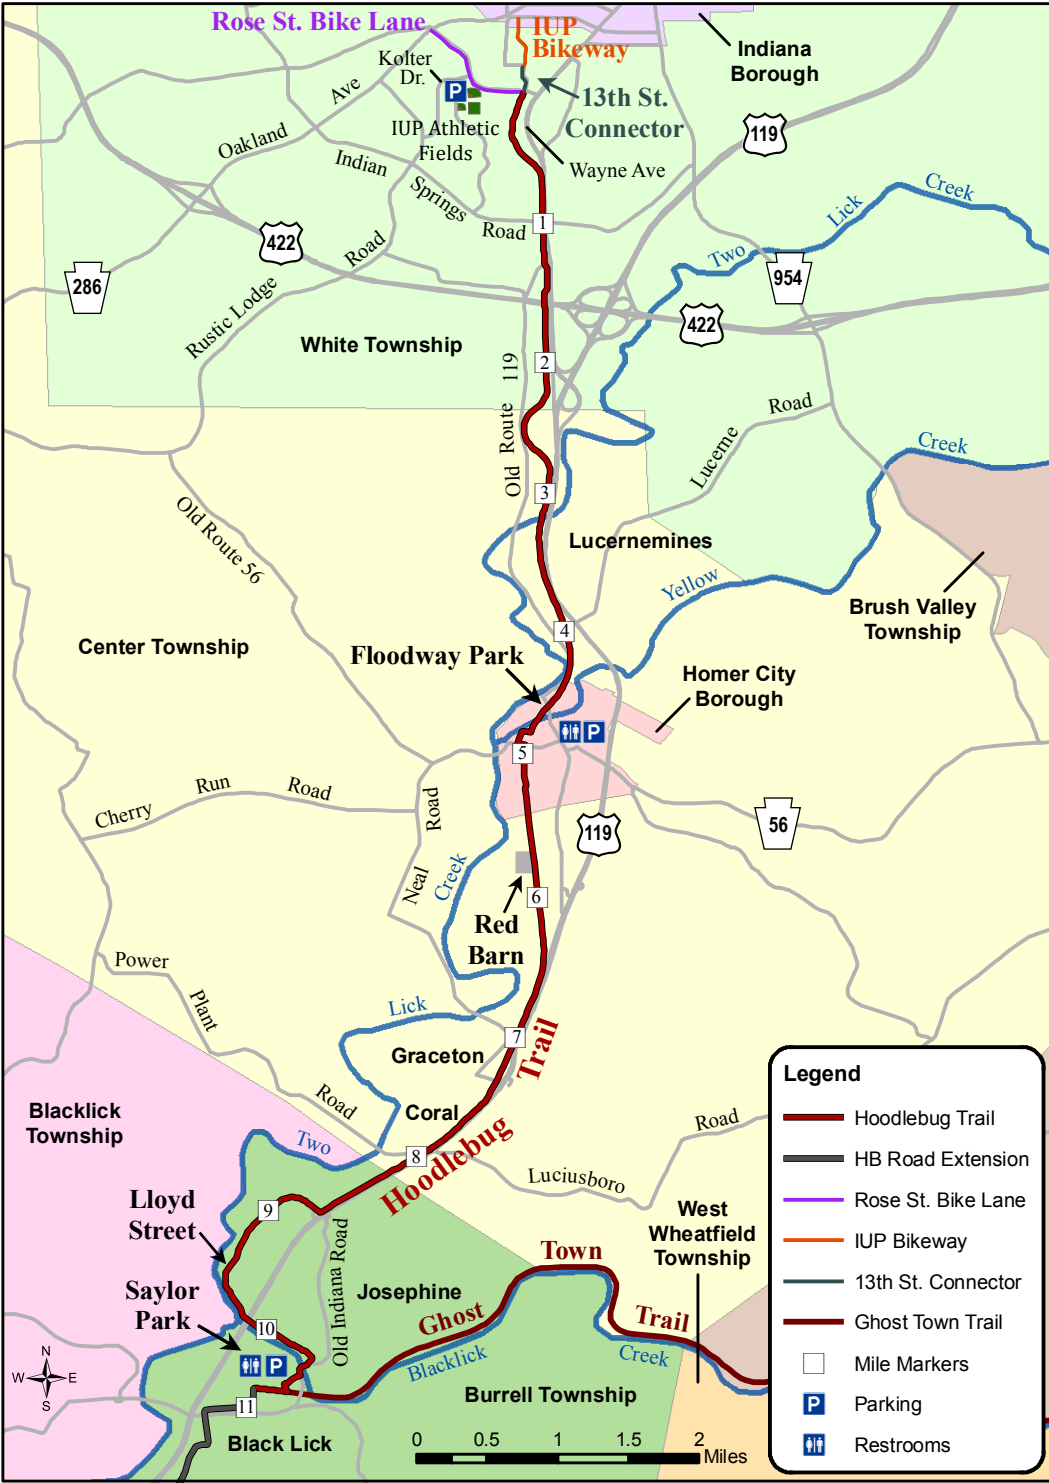 Rose St. Bike Lane
IUP
Bikeway
Indiana
Borough
Kolter
Dr.
P
13th St.
Connector
119
Ave
Oakland
IUP Athletic
Fields
Wayne Ave
Indian
Springs
Road
1
Two
Lick
Creek
422
286
Road
Rustic Lodge
954
422
White Township
119
Route
Old
2
Road
Lucerne
Creek
3
Old Route 56
Lucernemines
Yellow
Brush Valley
Township
Center Township
4
Floodway Park
Homer City
Borough
P
5
Cherry
Run
Road
Road
Neal
56
119
Creek
6
Red
Barn
Power
Plant
Road
Lick
7
Graceton
Trail
Coral
Hoodlebug
Blacklick
Township
Two
8
Road
Luciusboro
Lloyd
Street
9
West
Wheatfield
Township
Saylor
Park
Old Indiana Road
Josephine
Town
Ghost
Trail
10
P
Blacklick
Creek
N
W E
S
11
Burrell Township
Black Lick
0 0.5 1 1.5 2
Miles
Legend
Hoodlebug Trail
HB Road Extension
Rose St. Bike Lane
IUP Bikeway
13th St. Connector
Ghost Town Trail
Mile Markers
P Parking
Restrooms